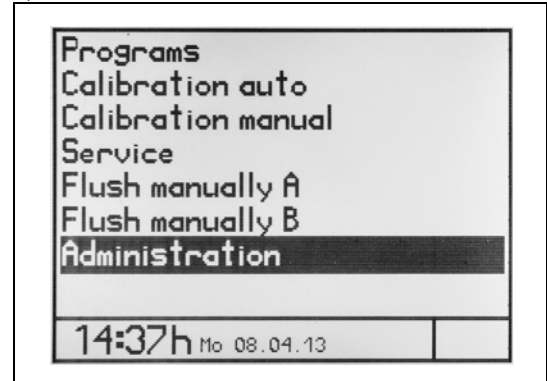 Programs
Calibration auto
Calibration manual
Service
Flush manually A
Flush manually B
Administration
14:37h Mo 08.04.13